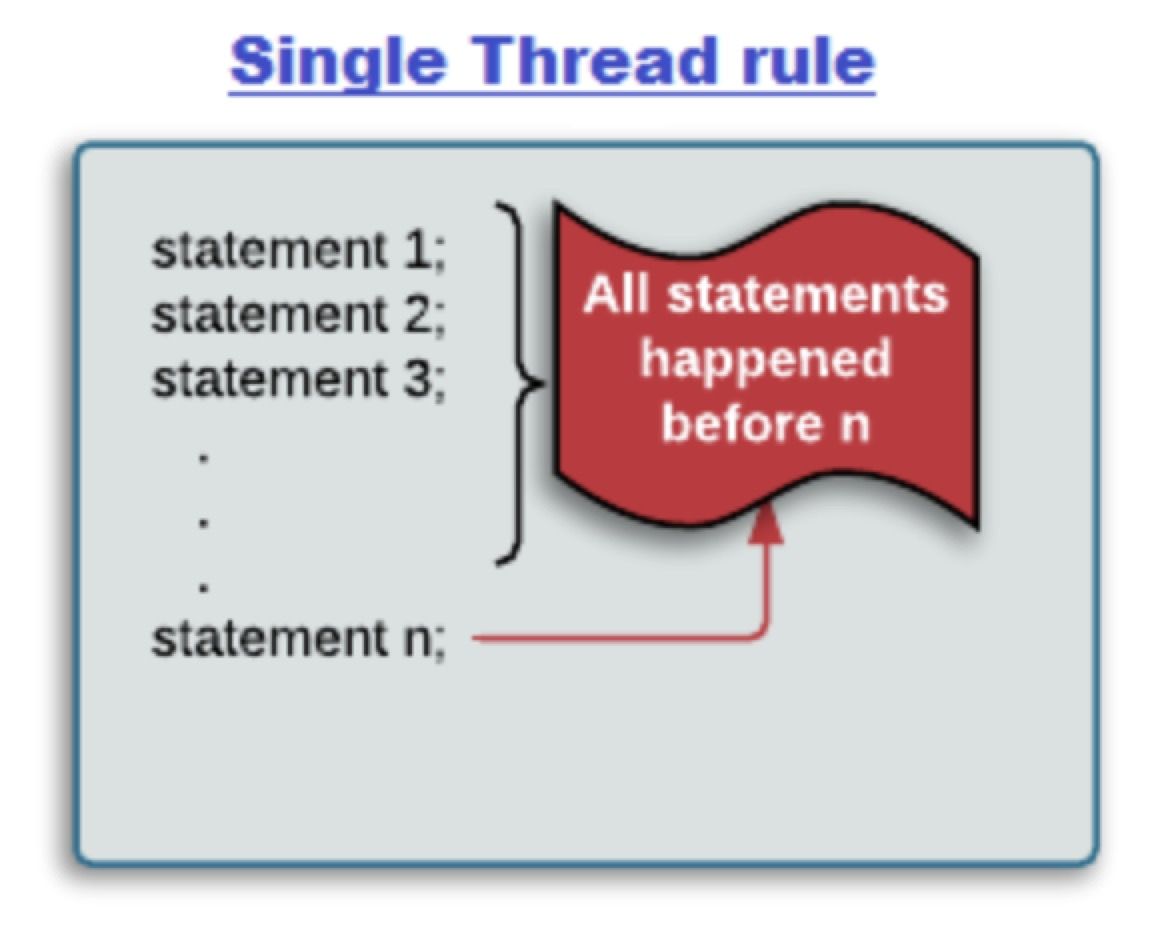 Single Thread rule
statement 1;
statement 2;
statement 3;
.
.
.
statement n;
All statements
happened
before n